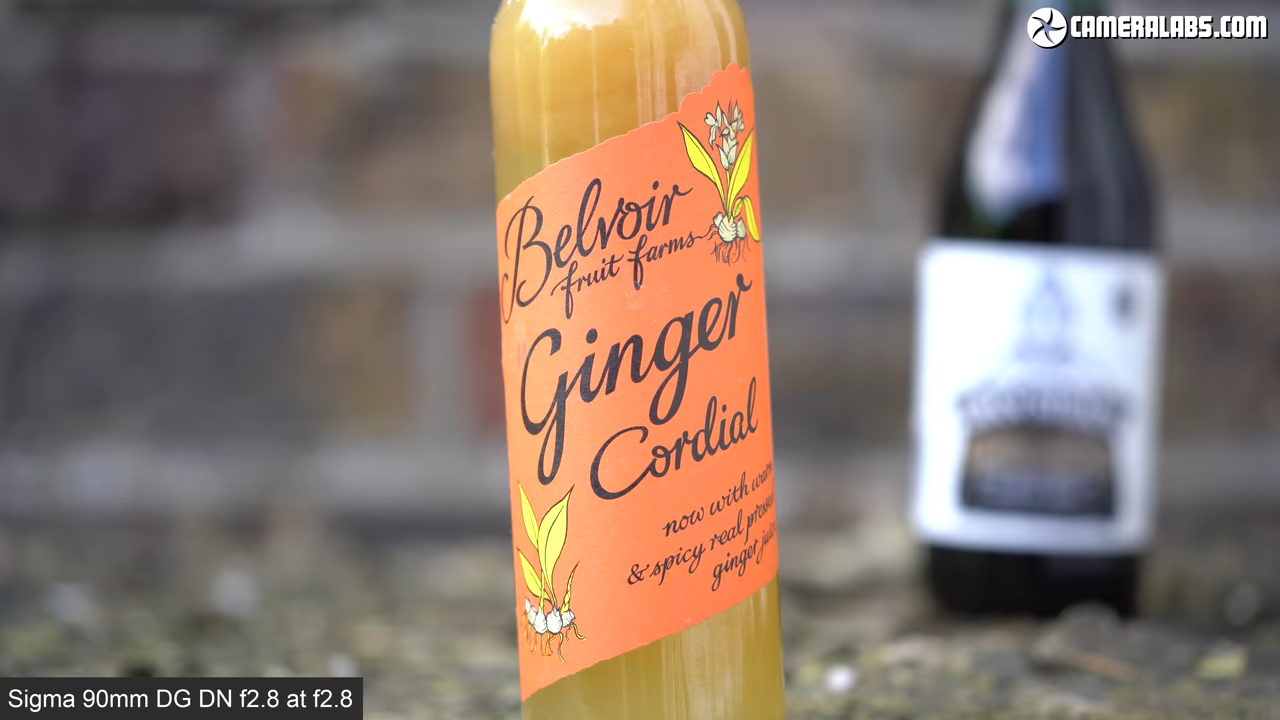 CAMERALABS.COM
Belvoir
fruit farms
Ginger
Cordial
now with warm
& spicy real
ginger
Sigma 90mm DG DN f2.8 at f2.8